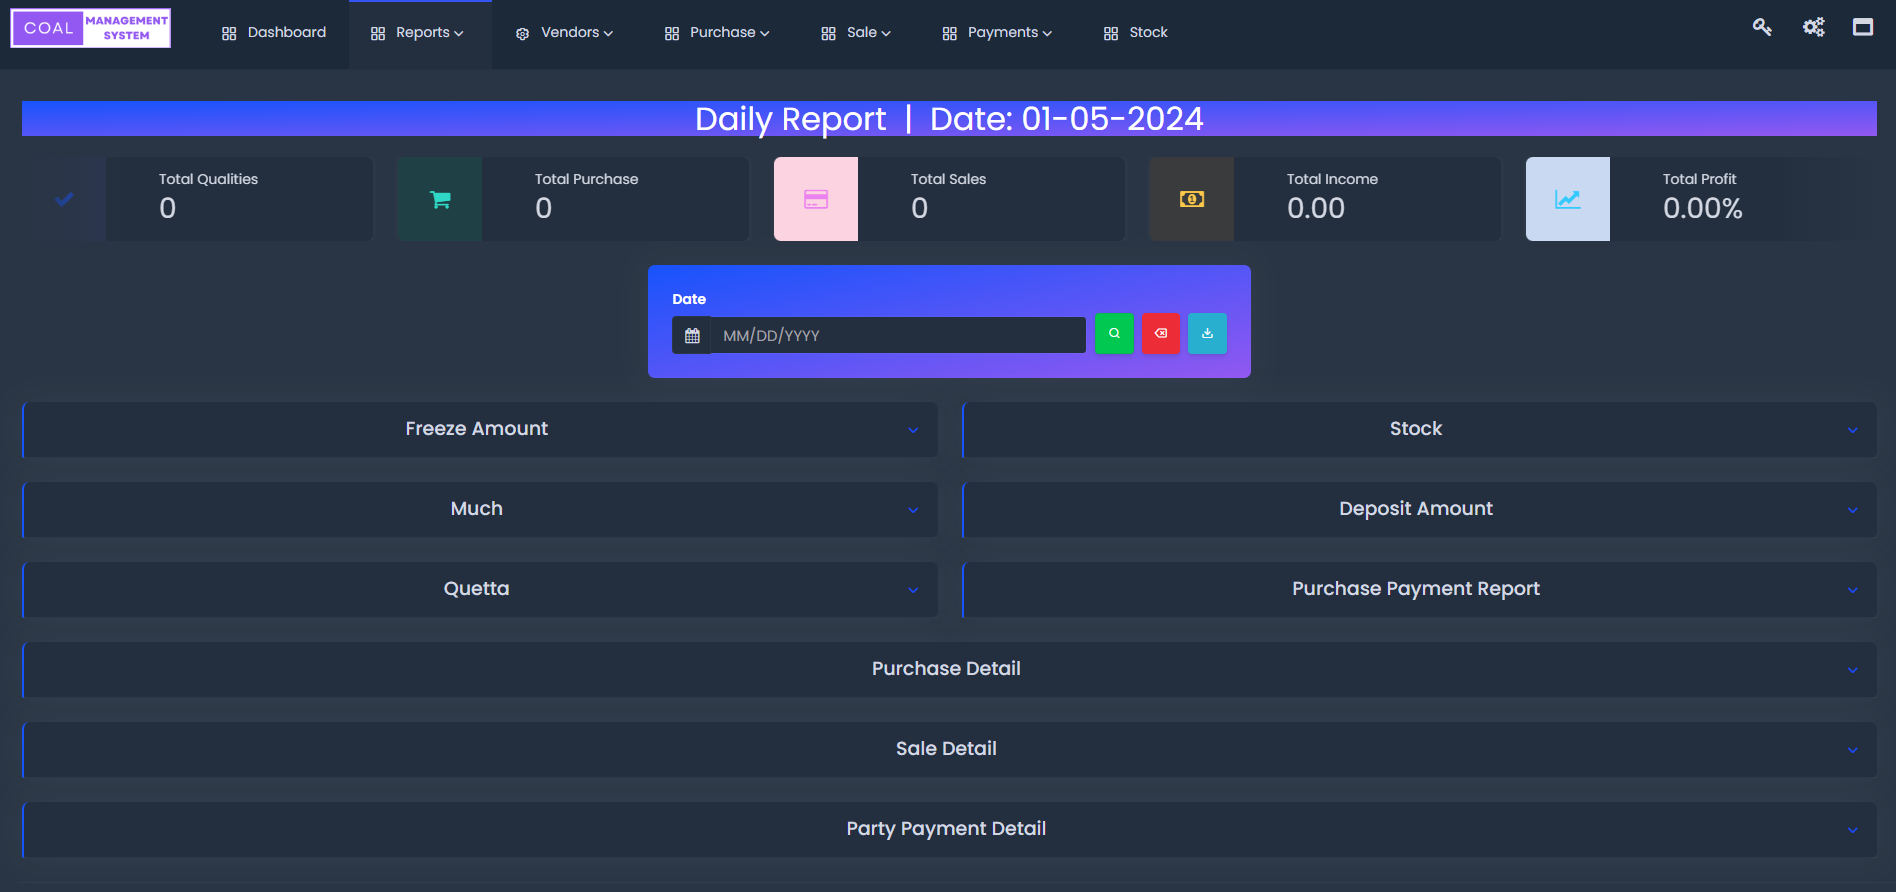 COAL MANAGEMENT SYSTEM
Dashboard
Reports
Vendors
Purchase
Sale
Payments
Stock
Daily Report | Date: 01-05-2024
Total Qualities
0
Total Purchase
0
Total Sales
0
Total Income
0.00
Total Profit
0.00%
Date
MM/DD/YYYY
Freeze Amount
Stock
Much
Deposit Amount
Quetta
Purchase Payment Report
Purchase Detail
Sale Detail
Party Payment Detail